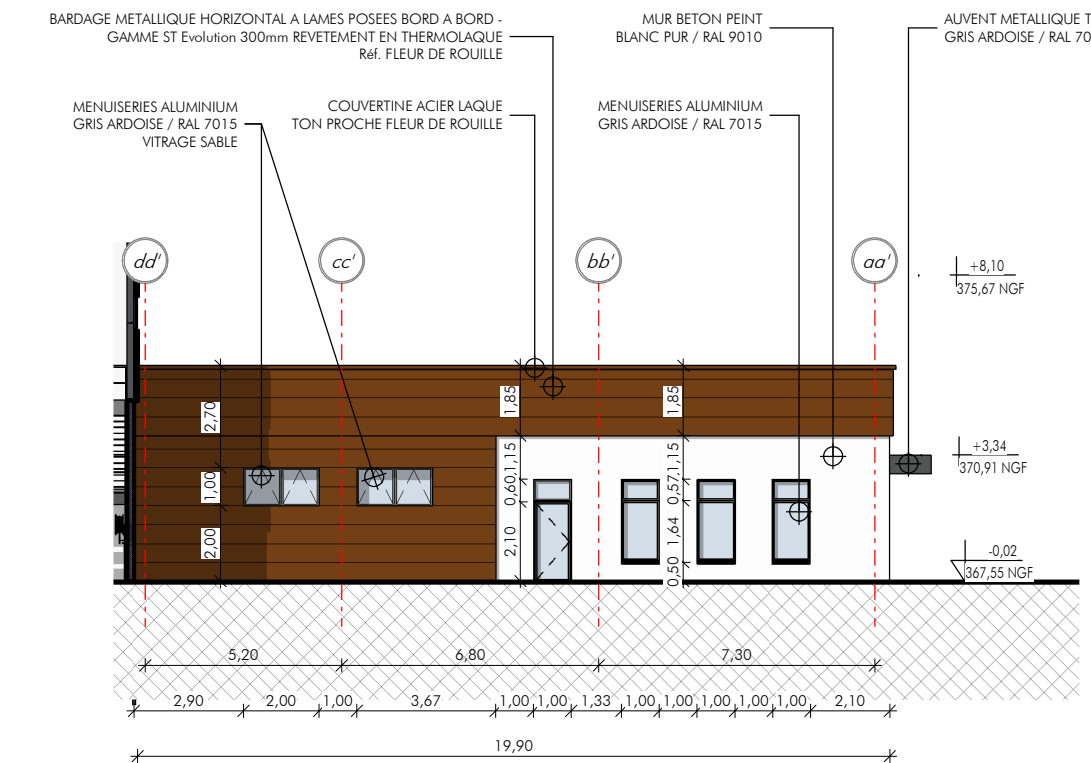 BARDAGE METALLIQUE HORIZONTAL A LAMES POSEES BORD A BORD -
GAMME ST Evolution 300mm REVETEMENT EN THERMOLAQUE
Réf. FLEUR DE ROUILLE
MUR BETON PEINT
BLANC PUR / RAL 9010
AUVENT METALLIQUE T
GRIS ARDOISE / RAL 70
MENUISERIES ALUMINIUM
GRIS ARDOISE / RAL 7015
VITRAGE SABLE
COUVERTINE ACIER LAQUE
TON PROCHE FLEUR DE ROUILLE
MENUISERIES ALUMINIUM
GRIS ARDOISE / RAL 7015
dd'
cc'
bb'
aa'
+8,10
375,67 NGF
2,70
1,00
2,00
1,85
1,15
0,60
2,10
1,85
1,15
0,57
1,64
0,50
+3,34
370,91 NGF
-0,02
367,55 NGF
5,20
6,80
7,30
2,90
2,00
1,00
3,67
1,00
1,00
1,33
1,00
1,00
1,00
1,00
1,00
2,10
19,90